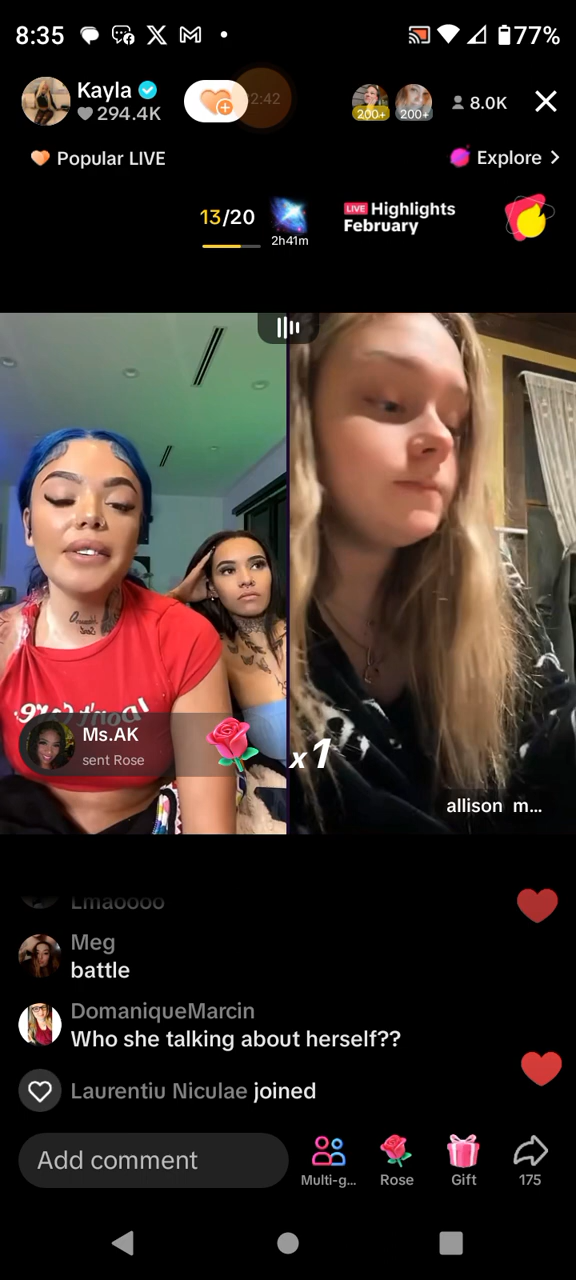 8:35
77%
Kayla
294.4K
2:42
200+
200+
8.0K
Popular LIVE
Explore
13/20
2h41m
LIVE Highlights
February
I don't care
Ms.AK
sent Rose
x1
allison m...
Lmaoooo
Meg
battle
DomaniqueMarcin
Who she talking about herself??
Laurentiu Niculae joined
Add comment
Multi-g...
Rose
Gift
175